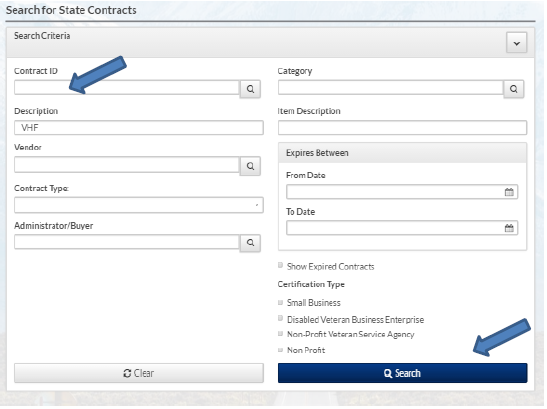 Search for State Contracts
Search Criteria
Contract ID
Category
Description
Item Description
VHF
Vendor
Expires Between
From Date
Contract Type:
To Date
Administrator/Buyer
Show Expired Contracts
Certification Type
Small Business
Disabled Veteran Business Enterprise
Non-Profit Veteran Service Agency
Non Profit
Clear
Search